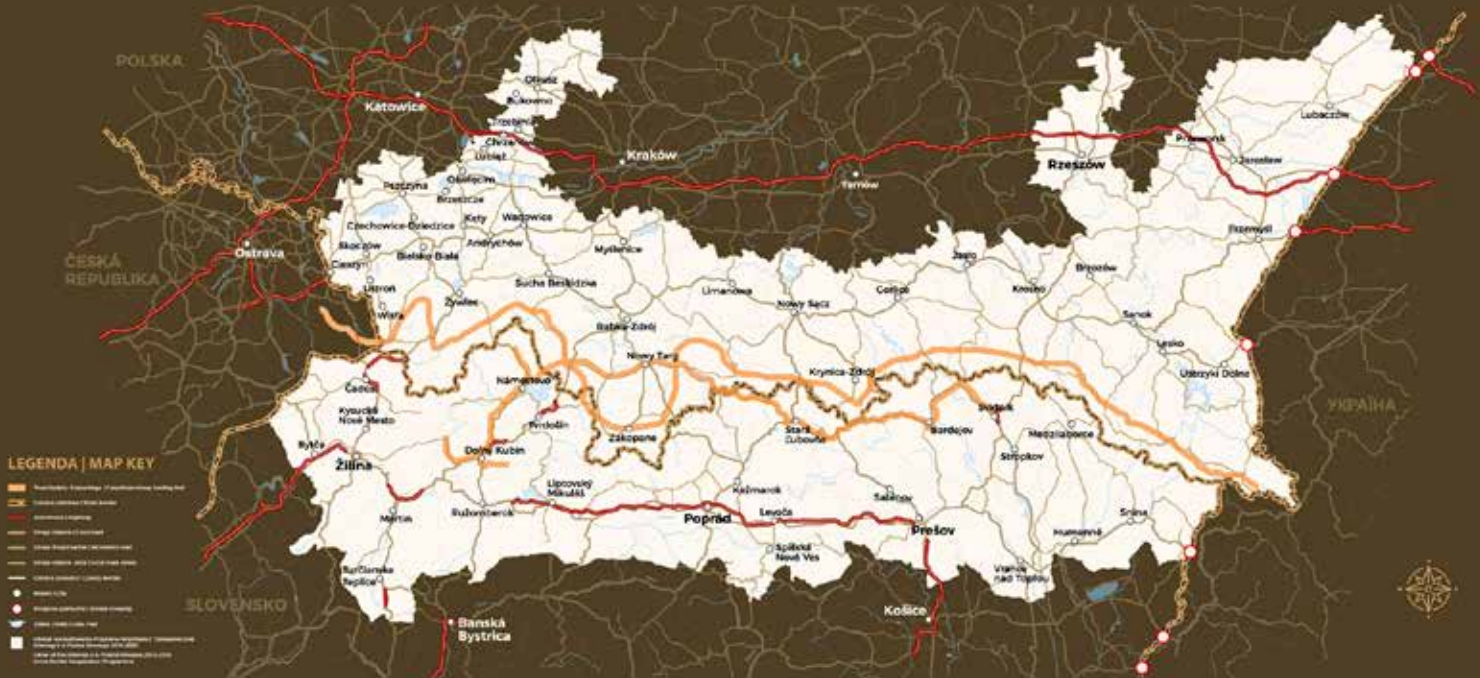 POLSKA
Katowice
Olkusz
Bukowno
Trzebinia
Chrzanów
Libiąż
Kraków
Tarnów
Rzeszów
Przeworsk
Jarosław
Lubaczów
Pszczyna
Oświęcim
Brzeszcze
Czechowice-Dziedzice
Kęty
Wadowice
Andrychów
Skoczów
Cieszyn
Bielsko Biała
Myślenice
Przemyśl
Ostrava
ČESKÁ
REPUBLIKA
Ustroń
Wisła
Żywiec
Sucha Beskidzka
Limanowa
Nowy Sącz
Gorlice
Jasło
Krosno
Brzozów
Sanok
Lesko
Ustrzyki Dolne
Rabka-Zdrój
Nowy Targ
Krynica-Zdrój
УКРАЇНА
Čadca
Námestovo
Kysucké
Nové Mesto
Trvdošín
Zakopane
Stará
Ľubovňa
Bardejov
Svidník
Stropkov
Medzilaborce
Bytča
Žilina
Dolný Kubín
Liptovský
Mikuláš
Kežmarok
Sabinov
Martin
Ružomberok
Poprad
Levoča
Prešov
Snina
Humenné
Spišská
Nová Ves
Vranov
nad Topľou
Turčianske
Teplice
SLOVENSKO
Banská
Bystrica
Košice
LEGENDA | MAP KEY